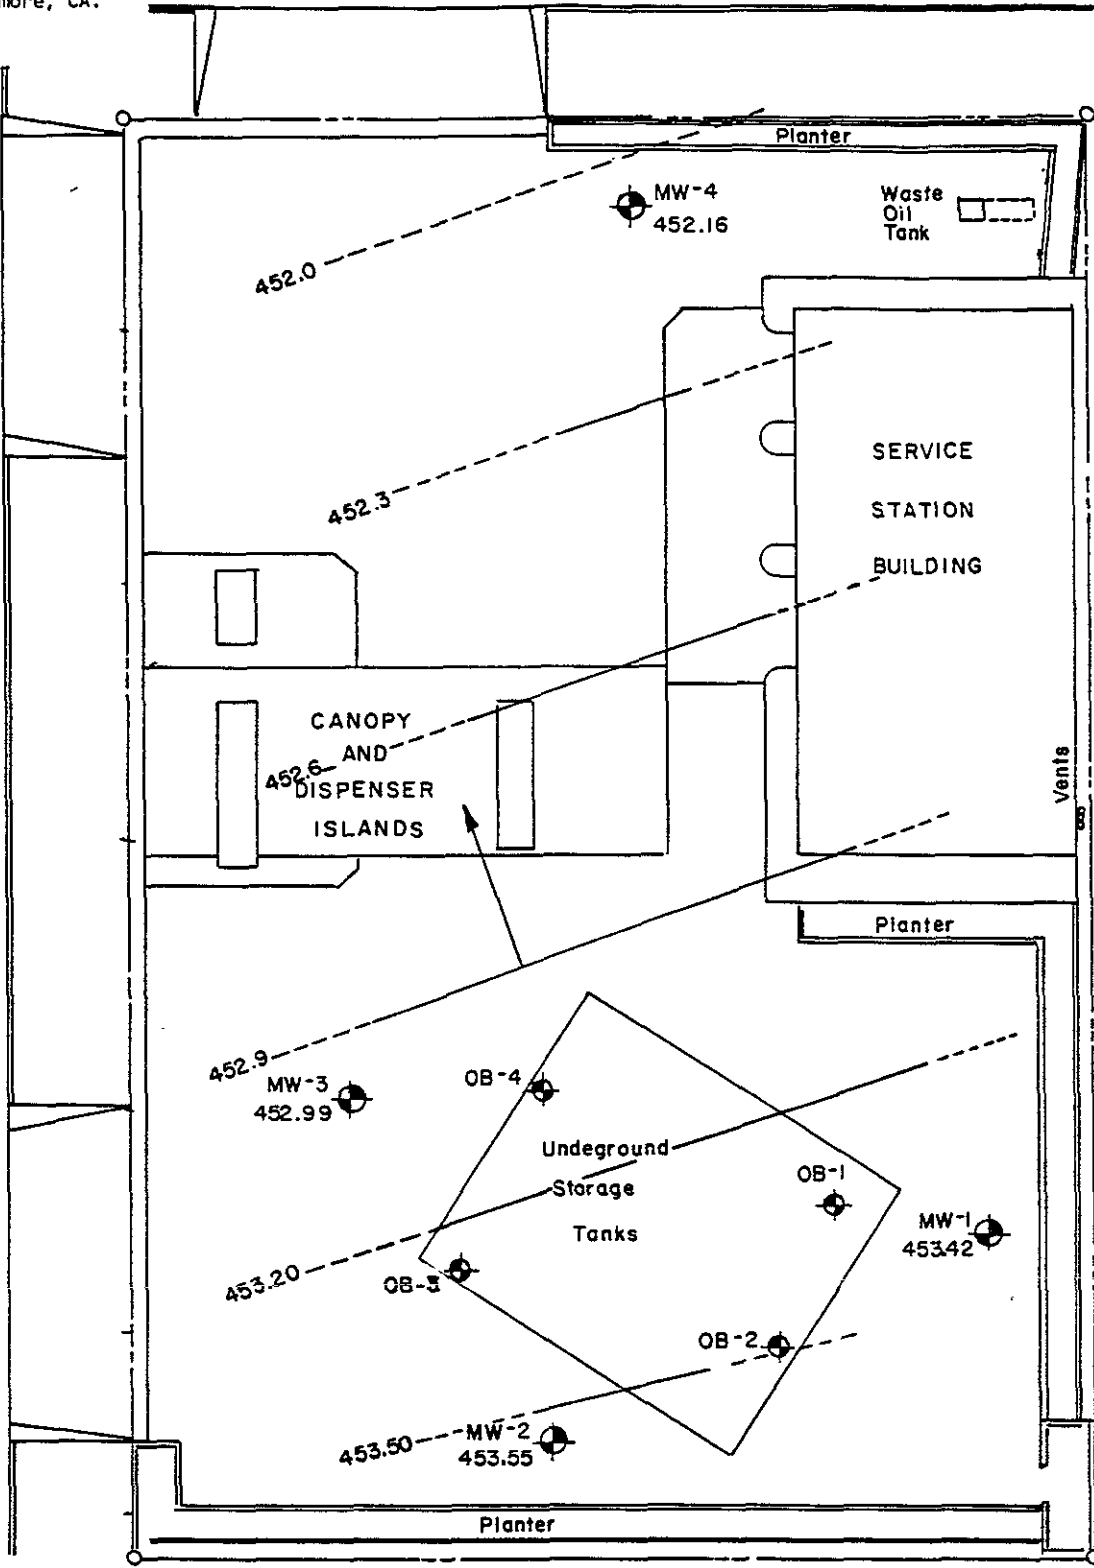 Planter
MW-4
452.16
Waste
Oil
Tank
452.0
452.3
SERVICE
STATION
BUILDING
CANOPY
AND
DISPENSER
ISLANDS
452.6
Vents
Planter
452.9
MW-3
452.99
OB-4
Undeground
Storage
Tanks
OB-1
MW-1
453.42
453.20
OB-3
OB-2
453.50
MW-2
453.55
Planter